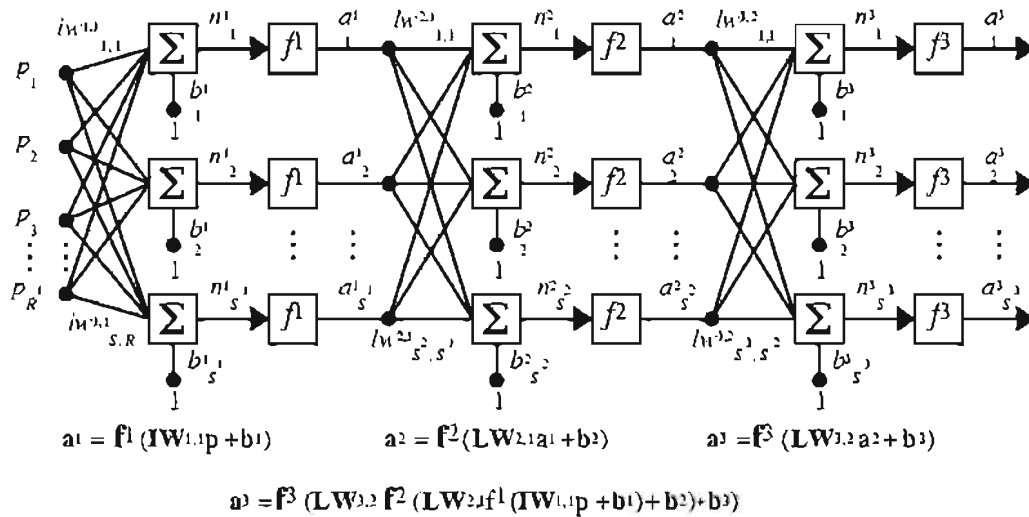 iw1,1 1,1 n1 1 a1 1 lw2,1 1,1 n2 1 a2 1 lw3,2 1,1 n3 1 a3 1
p1 Σ f1 Σ f2 Σ f3
b1 1 b2 1 b3 1
1 1 1
p2 n1 2 a1 2 n2 2 a2 2 n3 2 a3 2
Σ f1 Σ f2 Σ f3
p3 b1 2 b2 2 b3 2
1 1 1
pR1 n1 s1 a1 s1 n2 s2 a2 s2 n3 s3 a3 s3
iw1,1 s,R Σ f1 lw2,1 s2,s1 Σ f2 lw3,2 s3,s2 Σ f3
b1 s1 b2 s2 b3 s3
1 1 1
a1 = f1 (IW1,1p +b1) a2 = f2 (LW2,1a1 + b2) a3 =f3 (LW3,2a2 + b3)
a3 = f3 (LW3,2 f2 (LW2,1f1 (IW1,1p + b1) + b2)+ b3)